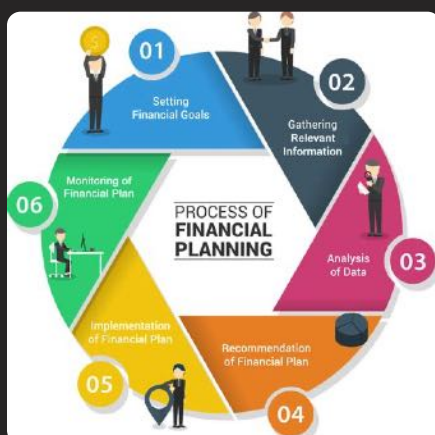 01
Setting
Financial Goals
02
Gathering
Relevant
Information
03
Analysis
of Data
04
Recommendation
of Financial Plan
05
Implementation
of Financial Plan
06
Monitoring of
Financial Plan
PROCESS OF
FINANCIAL
PLANNING